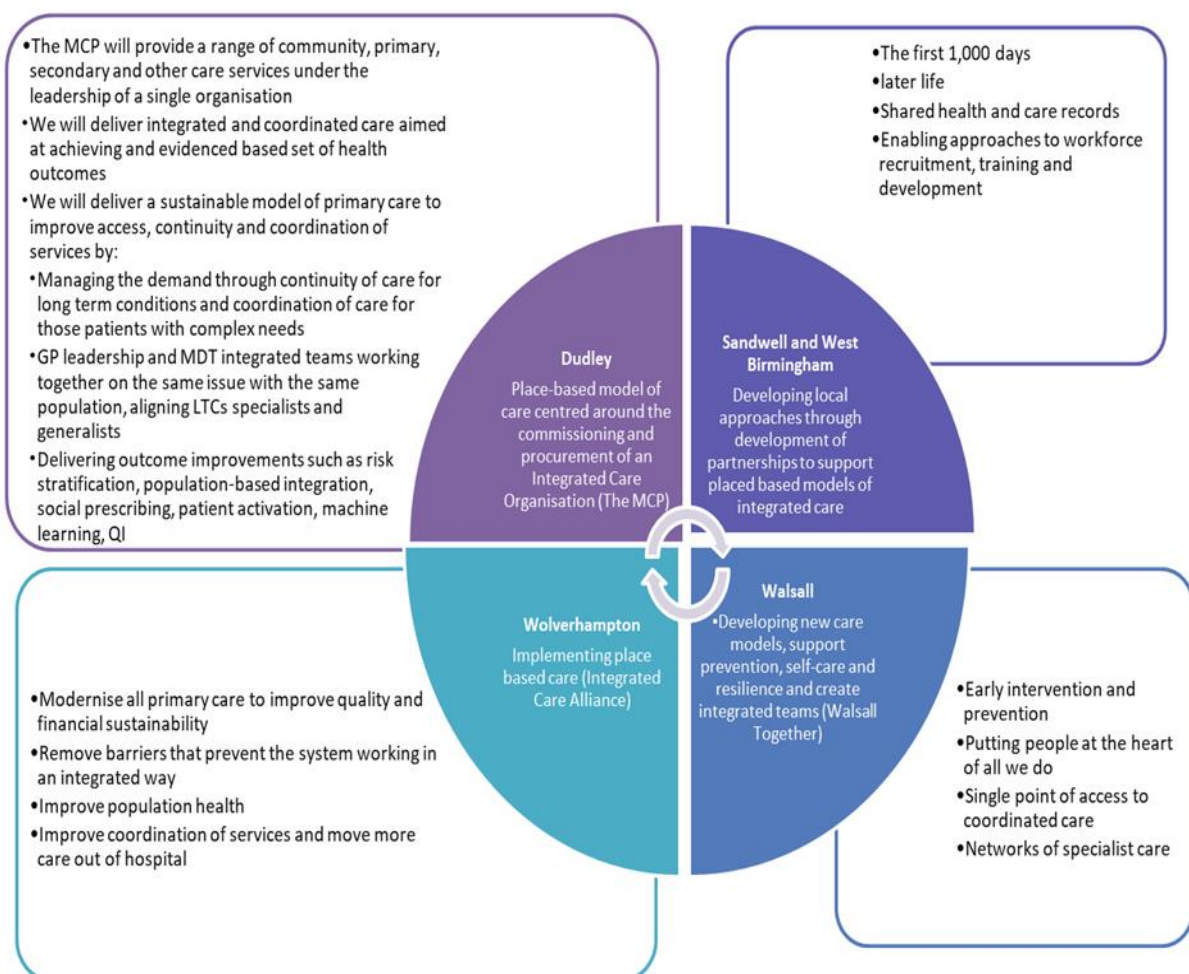 •The MCP will provide a range of community, primary,
secondary and other care services under the
leadership of a single organisation
•We will deliver integrated and coordinated care aimed
at achieving and evidenced based set of health
outcomes
•We will deliver a sustainable model of primary care to
improve access, continuity and coordination of
services by:
•Managing the demand through continuity of care for
long term conditions and coordination of care for
those patients with complex needs
•GP leadership and MDT integrated teams working
together on the same issue with the same
population, aligning LTCs specialists and
generalists
•Delivering outcome improvements such as risk
stratification, population-based integration,
social prescribing, patient activation, machine
learning, QI
•The first 1,000 days
•later life
•Shared health and care records
•Enabling approaches to workforce
recruitment, training and
development
Dudley
Place-based model of
care centred around the
commissioning and
procurement of an
Integrated Care
Organisation (The MCP)
Sandwell and West
Birmingham
Developing local
approaches through
development of
partnerships to support
placed based models of
integrated care
Wolverhampton
Implementing place
based care (Integrated
Care Alliance)
Walsall
•Developing new care
models, support
prevention, self-care and
resilience and create
integrated teams (Walsall
Together)
•Modernise all primary care to improve quality and
financial sustainability
•Remove barriers that prevent the system working in
an integrated way
•Improve population health
•Improve coordination of services and move more
care out of hospital
•Early intervention and
prevention
•Putting people at the heart
of all we do
•Single point of access to
coordinated care
•Networks of specialist care